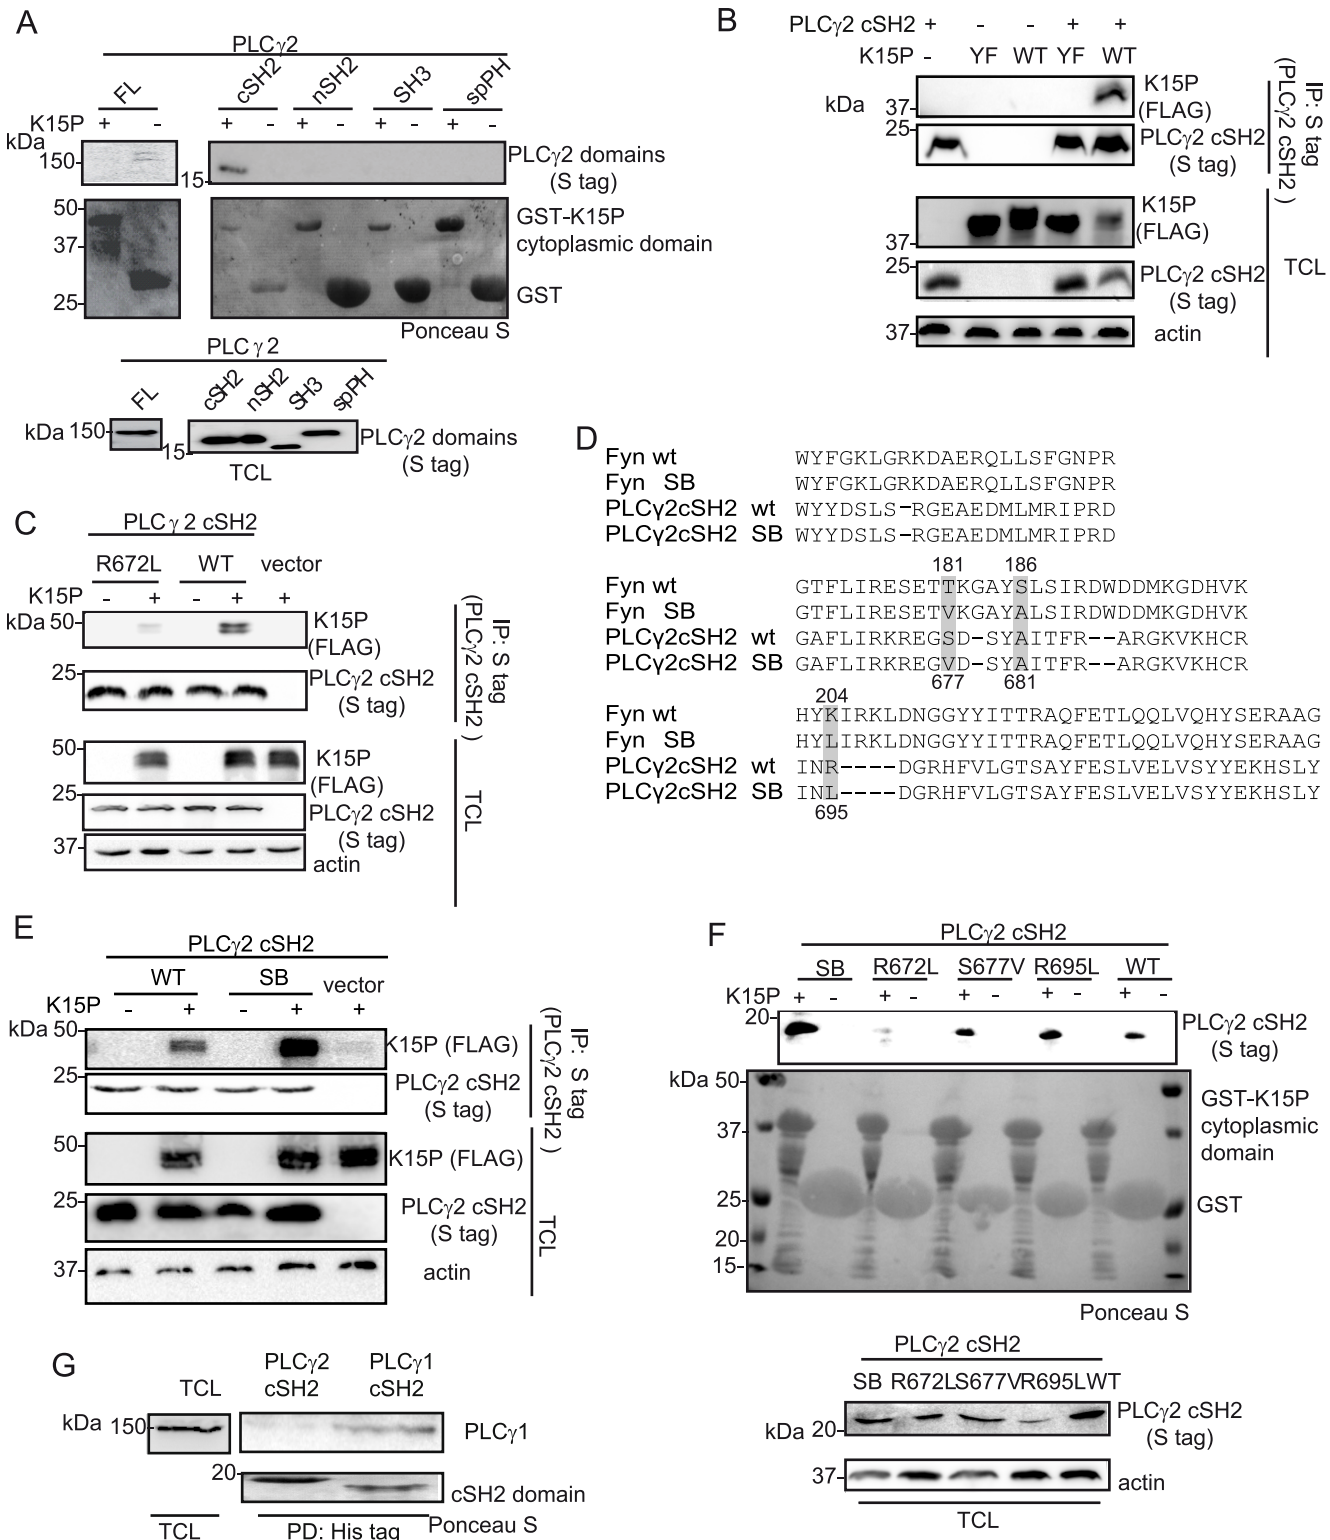 A
PLCγ2
FL
cSH2
nSH2
SH3
spPH
K15P + - + - + - + - + -
kDa
150
15
PLCγ2 domains
(S tag)
50
37
25
GST-K15P
cytoplasmic domain
GST
Ponceau S
PLCγ2
FL
cSH2
nSH2
SH3
spPH
kDa 150
15
PLCγ2 domains
(S tag)
TCL
B
PLCγ2 cSH2 + - - + +
K15P - YF WT YF WT
kDa
37
K15P
(FLAG)
25
PLCγ2 cSH2
(S tag)
IP: S tag
(PLCγ2 cSH2 )
37
K15P
(FLAG)
25
PLCγ2 cSH2
(S tag)
37
actin
TCL
C
PLCγ2 cSH2
R672L WT vector
K15P - + - + +
kDa 50
K15P
(FLAG)
25
PLCγ2 cSH2
(S tag)
IP: S tag
(PLCγ2 cSH2 )
50
K15P
(FLAG)
25
PLCγ2 cSH2
(S tag)
37
actin
TCL
D
Fyn wt WYFGKLGRKDAERQLLSFGNPR
Fyn SB WYFGKLGRKDAERQLLSFGNPR
PLCγ2cSH2 wt WYYDSLS-RGEAEDMLMRIPRD
PLCγ2cSH2 SB WYYDSLS-RGEAEDMLMRIPRD
181 186
Fyn wt GTFLIRESETTKGAYSLSIRDWDDMKGDHVK
Fyn SB GTFLIRESETVKGAYALSIRDWDDMKGDHVK
PLCγ2cSH2 wt GAFLIRKREGSD-SYAITFR--ARGKVKHCR
PLCγ2cSH2 SB GAFLIRKREGVD-SYAITFR--ARGKVKHCR
677 681
204
Fyn wt HYKIRKLDNGGYYITTRAQFETLQQLVQHYSERAAG
Fyn SB HYLIRKLDNGGYYITTRAQFETLQQLVQHYSERAAG
PLCγ2cSH2 wt INR----DGRHFVLGTSAYFESLVELVSYYEKHSLY
PLCγ2cSH2 SB INL----DGRHFVLGTSAYFESLVELVSYYEKHSLY
695
E
PLCγ2 cSH2
WT SB vector
K15P - + - + +
kDa 50
K15P (FLAG)
25
PLCγ2 cSH2
(S tag)
IP: S tag
(PLCγ2 cSH2 )
50
K15P (FLAG)
25
PLCγ2 cSH2
(S tag)
37
actin
TCL
F
PLCγ2 cSH2
SB R672L S677V R695L WT
K15P + - + - + - + - + -
20
PLCγ2 cSH2
(S tag)
kDa 50
37
25
20
15
GST-K15P
cytoplasmic
domain
GST
Ponceau S
PLCγ2 cSH2
SB R672L S677V R695L WT
kDa 20
PLCγ2 cSH2
(S tag)
37
actin
TCL
G
TCL
PLCγ2
cSH2
PLCγ1
cSH2
kDa 150
PLCγ1
20
cSH2 domain
TCL
PD: His tag
Ponceau S